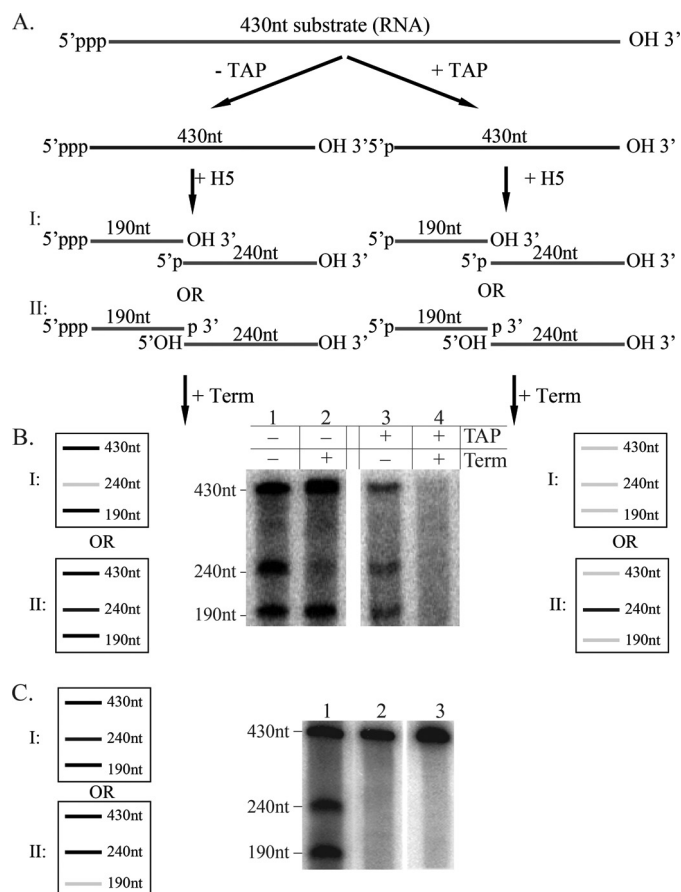 A.
430nt substrate (RNA)
5’ppp OH 3’
- TAP + TAP
430nt 430nt
5’ppp OH 3’ 5’p OH 3’
+ H5 + H5
I:
190nt 190nt
5’ppp OH 3’ 5’p OH 3’
5’p 240nt OH 3’ 5’p 240nt OH 3’
OR OR
II:
190nt 190nt
5’ppp p 3’ 5’p p 3’
5’OH 240nt OH 3’ 5’OH 240nt OH 3’
+ Term + Term
B.
1 2 3 4
– – + + TAP
– + – + Term
I:
430nt
240nt
190nt
OR
II:
430nt
240nt
190nt
430nt
240nt
190nt
I:
430nt
240nt
190nt
OR
II:
430nt
240nt
190nt
C.
I:
430nt
240nt
190nt
OR
II:
430nt
240nt
190nt
1 2 3
430nt
240nt
190nt